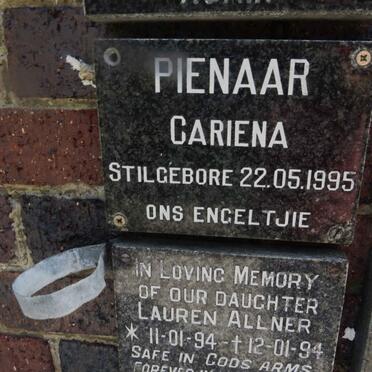 PIENAAR
CARIENA
STILGEBORE 22.05.1995
ONS ENGELTJIE
IN LOVING MEMORY
OF OUR DAUGHTER
LAUREN ALLNER
* 11-01-94 - † 12-01-94
SAFE IN GODS ARMS
FOREVER